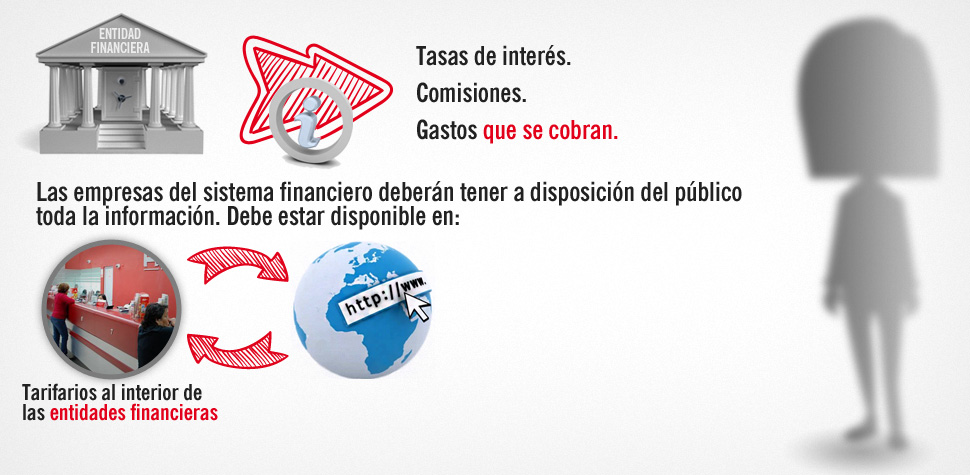 ENTIDAD
FINANCIERA
Tasas de interés.
Comisiones.
Gastos que se cobran.
Las empresas del sistema financiero deberán tener a disposición del público
toda la información. Debe estar disponible en:
http://www.
Tarifarios al interior de
las entidades financieras